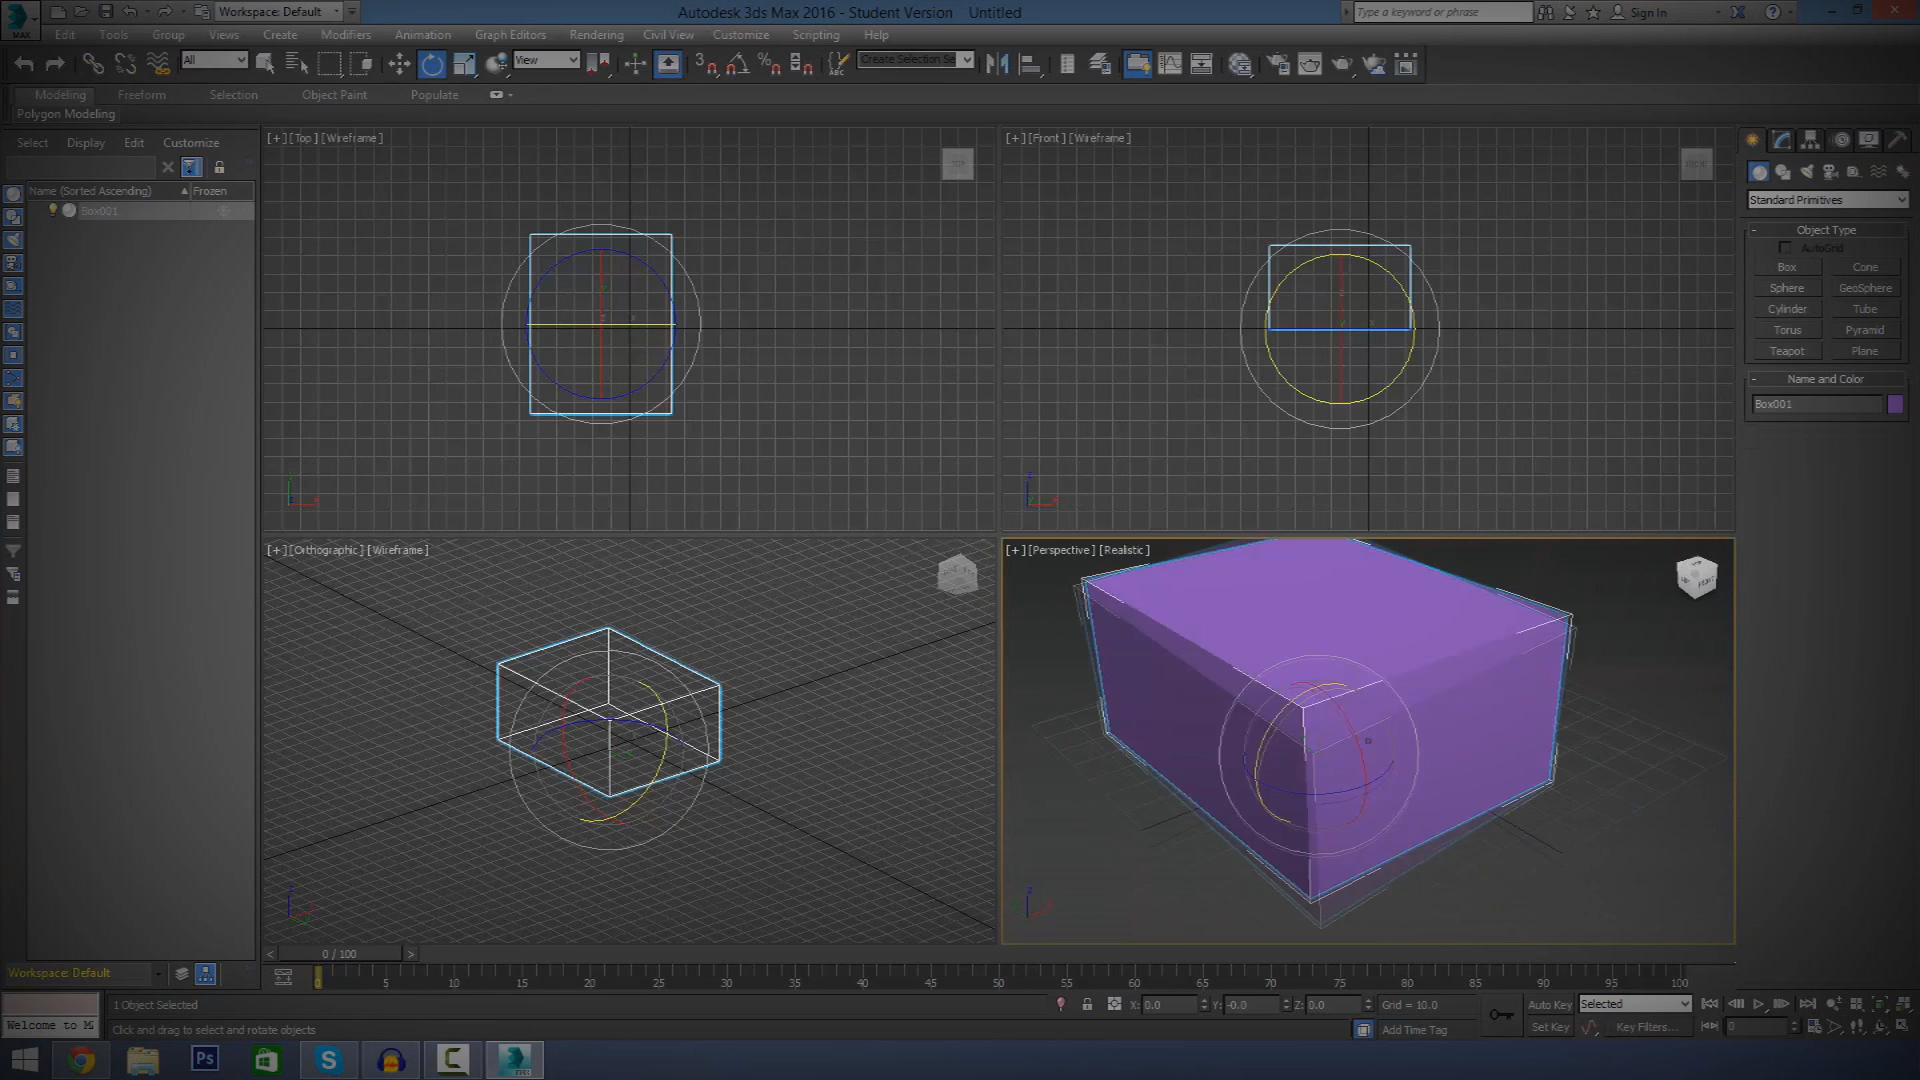 Workspace: Default
Autodesk 3ds Max 2016 - Student Version Untitled
Type a keyword or phrase
Sign In
MAX
Edit Tools Group Views Create Modifiers Animation Graph Editors Rendering Civil View Customize Scripting Help
All
View
3
Create Selection Se
Modeling Freeform Selection Object Paint Populate
Polygon Modeling
Select Display Edit Customize
Name (Sorted Ascending) Frozen
Box001
[+] [Top] [Wireframe]
TOP
[+] [Front] [Wireframe]
FRONT
[+] [Orthographic] [Wireframe]
[+] [Perspective] [Realistic]
FRONT
Standard Primitives
Object Type
AutoGrid
Box Cone
Sphere GeoSphere
Cylinder Tube
Torus Pyramid
Teapot Plane
Name and Color
Box001
< 0 / 100 >
Workspace: Default
0 5 10 15 20 25 30 35 40 45 50 55 60 65 70 75 80 85 90 95 100
1 Object Selected
X: 0.0 Y: -0.0 Z: 0.0 Grid = 10.0
Auto Key Selected
Welcome to M
Click and drag to select and rotate objects
Add Time Tag
Set Key Key Filters...
0
Ps